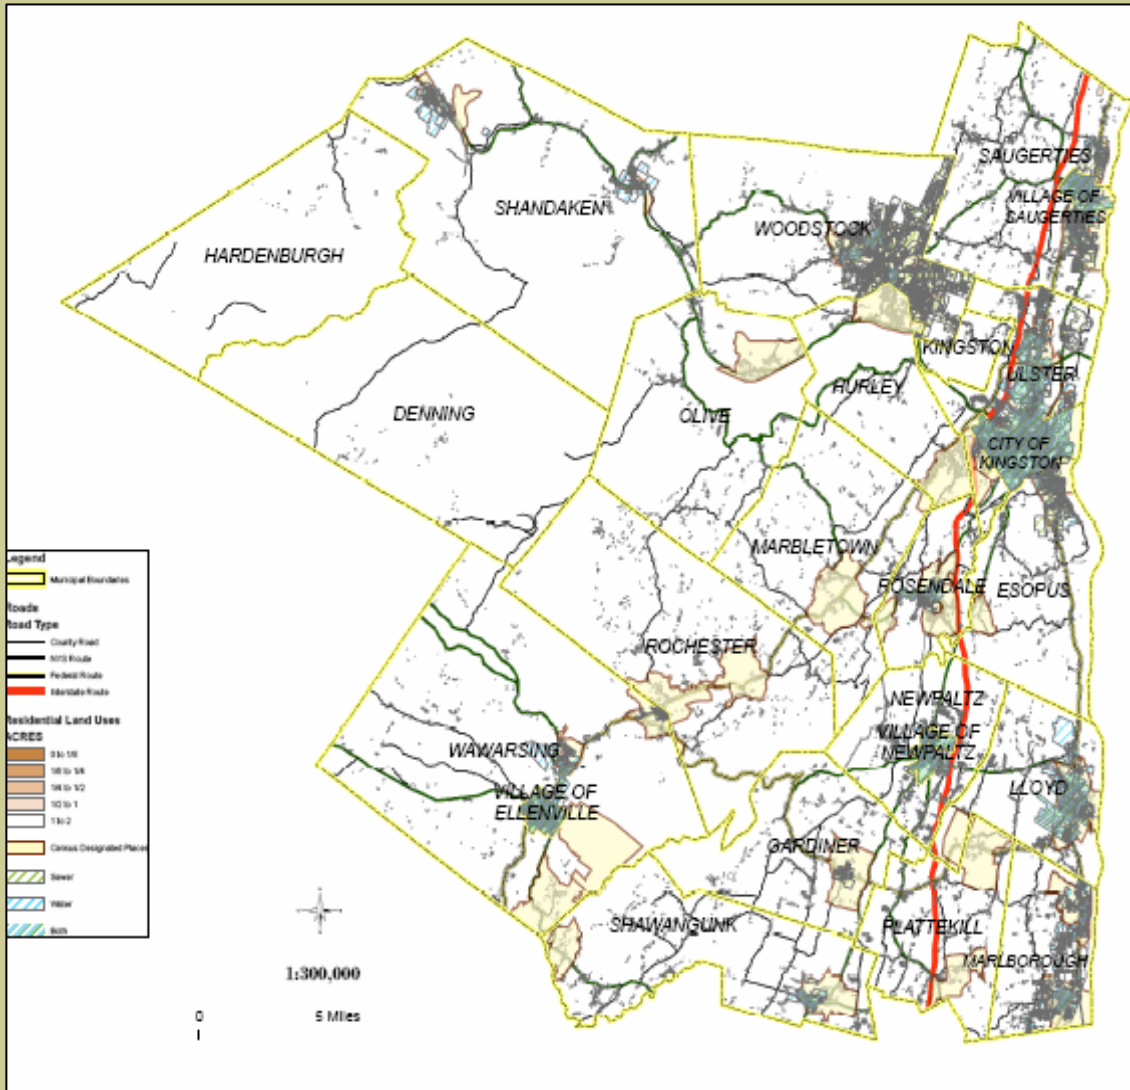 SAUGERTIES
VILLAGE OF
SAUGERTIES
SHANDAKEN
WOODSTOCK
HARDENBURGH
KINGSTON
ULSTER
HURLEY
DENNING
OLIVE
CITY OF
KINGSTON
MARBLETOWN
ROSENDALE
ESOPUS
ROCHESTER
NEWPALTZ
VILLAGE OF
NEWPALTZ
WAWARSING
VILLAGE OF
ELLENVILLE
LLOYD
GARDINER
SHAWANGUNK
PLATTEKILL
MARLBOROUGH
Legend
Municipal Boundaries
Roads
Road Type
County Road
NYS Route
Federal Route
Interstate Route
Residential Land Uses
ACRES
0 to 1/8
1/8 to 1/4
1/4 to 1/2
1/2 to 1
1 to 2
Census Designated Places
Sewer
Water
Both
1:300,000
0 5 Miles